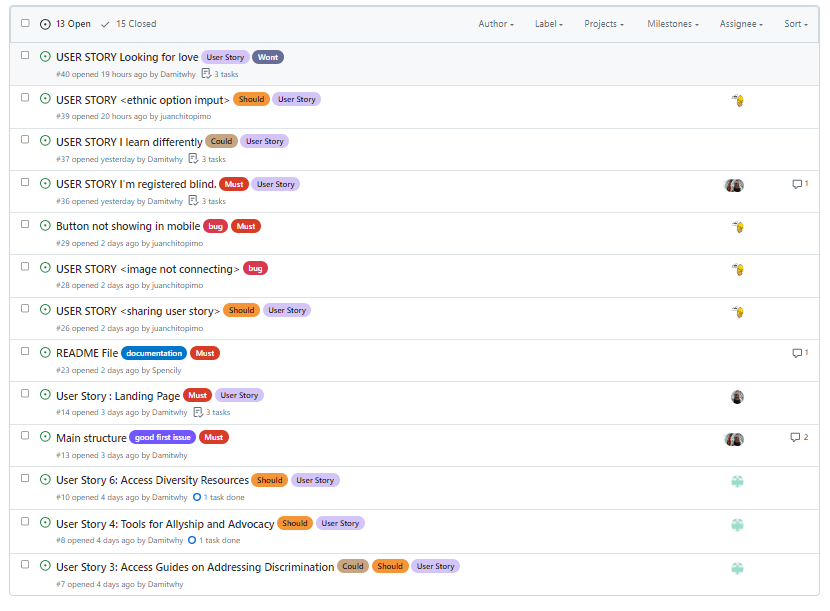 13 Open 15 Closed Author Label Projects Milestones Assignee Sort
USER STORY Looking for love User Story Wont
#40 opened 19 hours ago by Damitwhy 3 tasks
USER STORY <ethnic option imput> Should User Story
#39 opened 20 hours ago by juanchitopimo
USER STORY I learn differently Could User Story
#37 opened yesterday by Damitwhy 3 tasks
USER STORY I'm registered blind. Must User Story 1
#36 opened yesterday by Damitwhy 3 tasks
Button not showing in mobile bug Must
#29 opened 2 days ago by juanchitopimo
USER STORY <image not connecting> bug
#28 opened 2 days ago by juanchitopimo
USER STORY <sharing user story> Should User Story
#26 opened 2 days ago by juanchitopimo
README File documentation Must 1
#23 opened 2 days ago by Spencily
User Story : Landing Page Must User Story
#14 opened 3 days ago by Damitwhy 3 tasks
Main structure good first issue Must 2
#13 opened 3 days ago by Damitwhy
User Story 6: Access Diversity Resources Should User Story
#10 opened 4 days ago by Damitwhy 1 task done
User Story 4: Tools for Allyship and Advocacy Should User Story
#8 opened 4 days ago by Damitwhy 1 task done
User Story 3: Access Guides on Addressing Discrimination Could Should User Story
#7 opened 4 days ago by Damitwhy